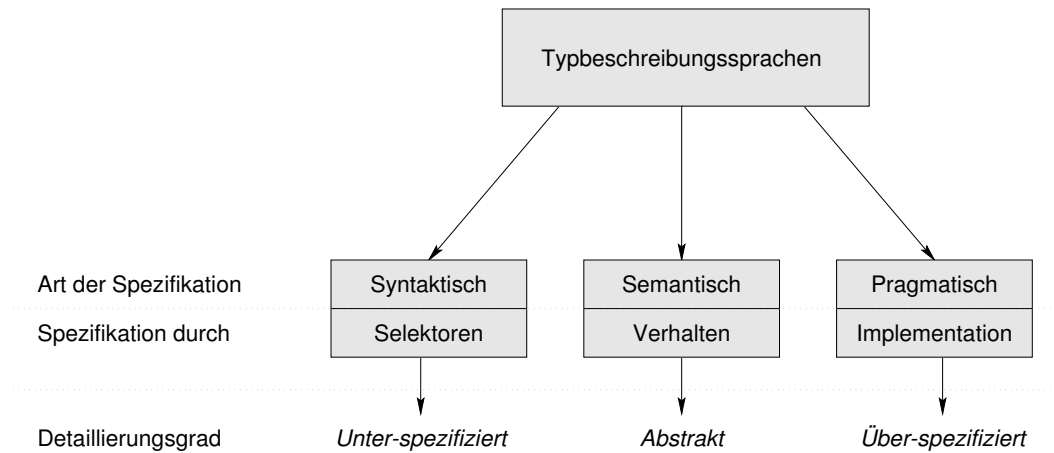 Typbeschreibungssprachen
Art der Spezifikation Syntaktisch Semantisch Pragmatisch
Spezifikation durch Selektoren Verhalten Implementation
Detaillierungsgrad Unter-spezifiziert Abstrakt Über-spezifiziert